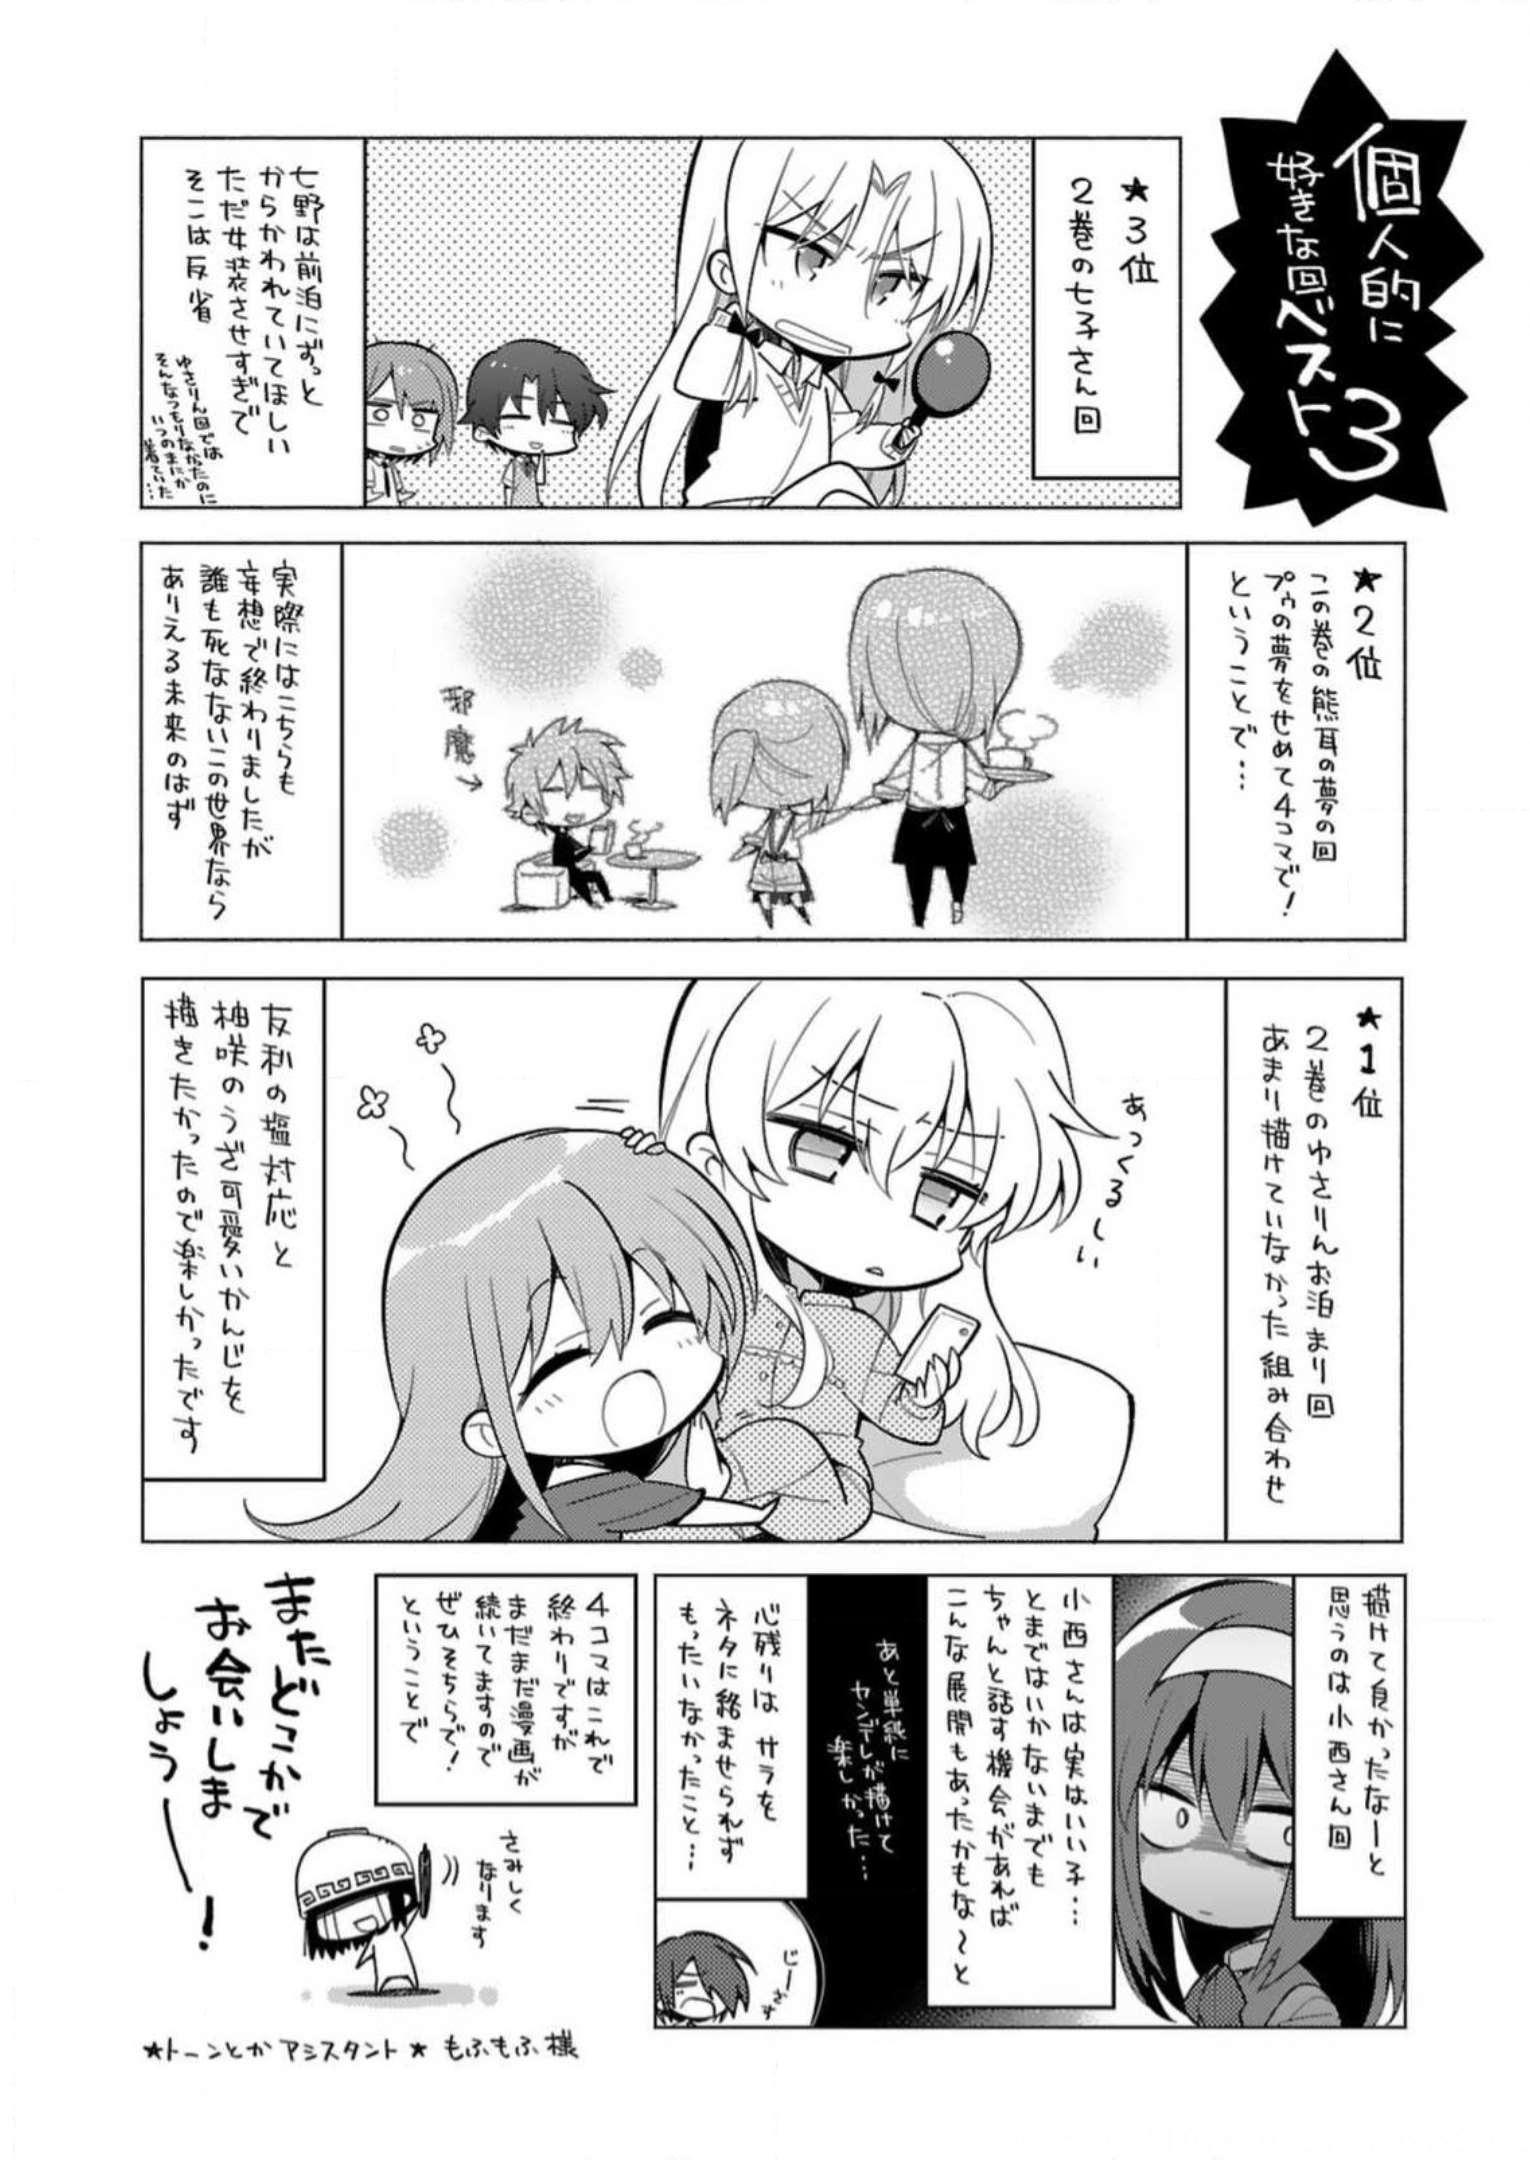 個人的に
好きな回ベスト3
★3位
2巻の七子さん回
七野は前泊にずっと
からかわれていてほしい
ただ女装させすぎで
そこは反省
ゆさりん回では
そんなつもりなかったのに
いつのまにか
着ていた…
★2位
この巻の熊耳の夢の回
プゥの夢をせめて4コマで!
ということで…
邪魔→
実際にはこちらも
妄想で終わりましたが
誰も死なないこの世界なら
ありえる未来のはず
★1位
2巻のゆさりんお泊まり回
あまり描けていなかった組み合わせ
あっくるしい
友利の塩対応と
柚咲のうざ可愛いかんじを
描きたかったので楽しかったです
描けて良かったなーと
思うのは小西さん回
小西さんは実はいい子…
とまではいかないまでも
ちゃんと話す機会があれば
こんな展開もあったかもな～と
あと単純に
ヤンデレが描けて
楽しかった…
心残りは サラを
ネタに絡ませられず
もったいなかったこと…
じーざす
4コマはこれで
終わりですが
まだまだ漫画が
続いてますので
ぜひそちらで!
ということで
さみしく
なります
またどこかで
お会いしま
しょうー!
★トーンとかアシスタント★ もふもふ様